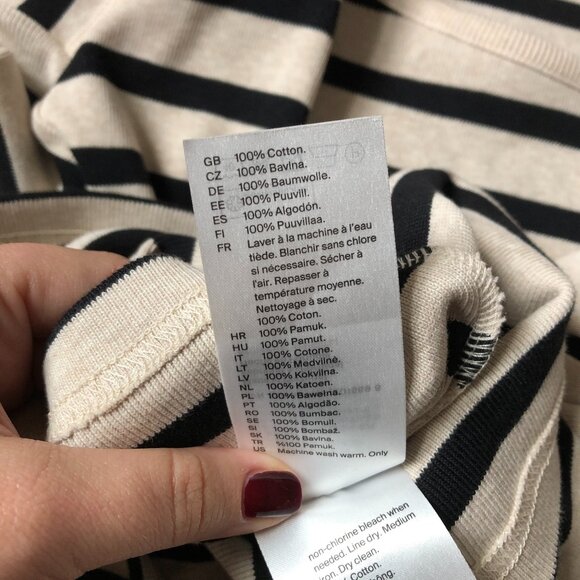 GB 100% Cotton.
CZ 100% Bavlna.
DE 100% Baumwolle.
EE 100% Puuvill.
ES 100% Algodón.
FI 100% Puuvillaa.
FR Laver à la machine à l'eau
tiède. Blanchir sans chlore
si nécessaire. Sécher à
l'air. Repasser à
température moyenne.
Nettoyage à sec.
100% Coton.
HR 100% Pamuk.
HU 100% Pamut.
IT 100% Cotone.
LT 100% Medvilnė.
LV 100% Kokvilna.
NL 100% Katoen.
PL 100% Bawełna.
PT 100% Algodão.
RO 100% Bumbac.
SE 100% Bomull.
SI 100% Bombaž.
SK 100% Bavlna.
TR %100 Pamuk.
US Machine wash warm. Only
non-chlorine bleach when
needed. Line dry. Medium
iron. Dry clean.
Cotton.